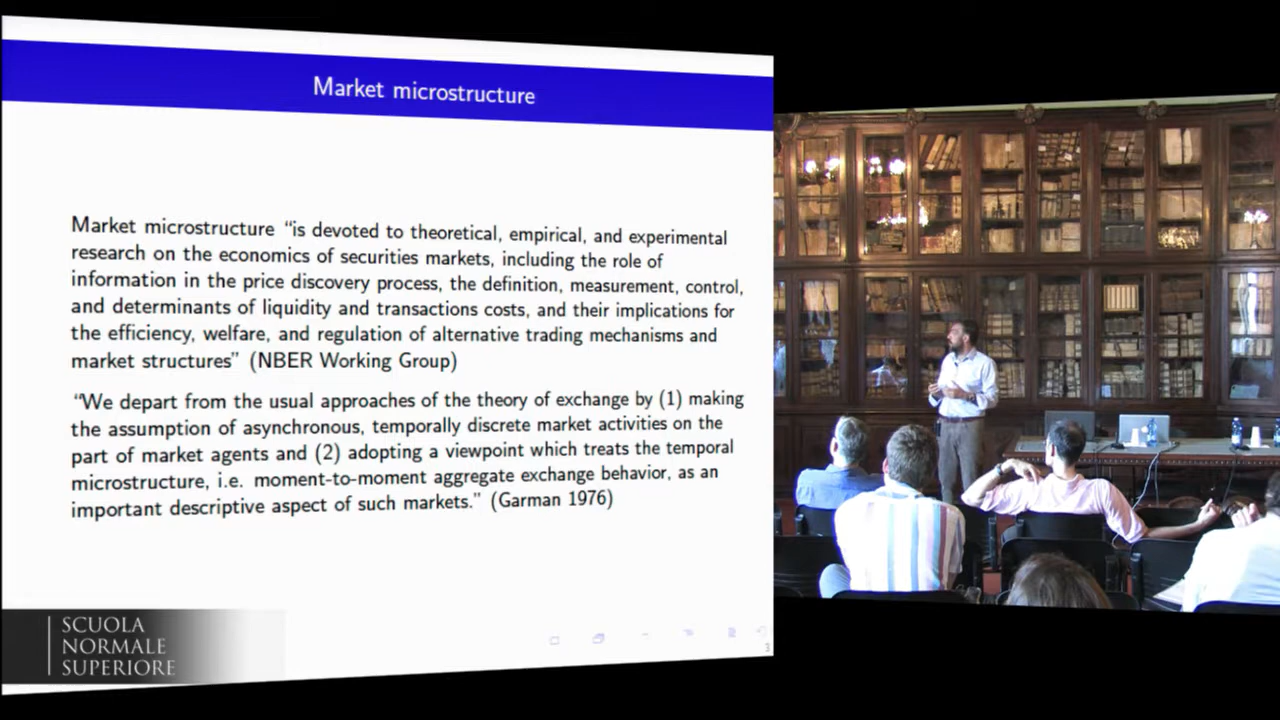 Market microstructure
Market microstructure “is devoted to theoretical, empirical, and experimental
research on the economics of securities markets, including the role of
information in the price discovery process, the definition, measurement, control,
and determinants of liquidity and transactions costs, and their implications for
the efficiency, welfare, and regulation of alternative trading mechanisms and
market structures” (NBER Working Group)
“We depart from the usual approaches of the theory of exchange by (1) making
the assumption of asynchronous, temporally discrete market activities on the
part of market agents and (2) adopting a viewpoint which treats the temporal
microstructure, i.e. moment-to-moment aggregate exchange behavior, as an
important descriptive aspect of such markets.” (Garman 1976)
SCUOLA
NORMALE
SUPERIORE
3